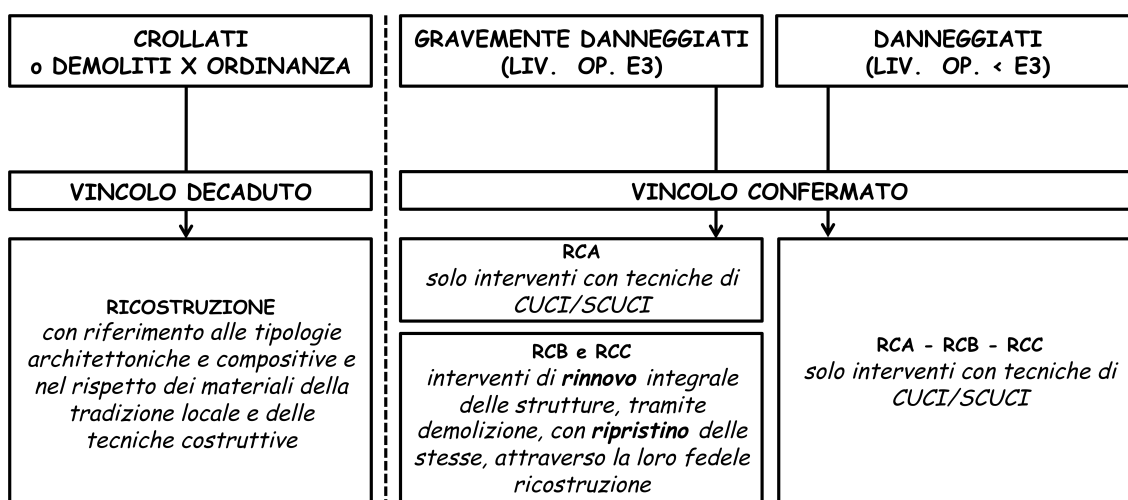 CROLLATI
o DEMOLITI X ORDINANZA
GRAVEMENTE DANNEGGIATI
(LIV. OP. E3)
DANNEGGIATI
(LIV. OP. < E3)
VINCOLO DECADUTO
VINCOLO CONFERMATO
RICOSTRUZIONE
con riferimento alle tipologie
architettoniche e compositive e
nel rispetto dei materiali della
tradizione locale e delle
tecniche costruttive
RCA
solo interventi con tecniche di
CUCI/SCUCI
RCB e RCC
interventi di rinnovo integrale
delle strutture, tramite
demolizione, con ripristino delle
stesse, attraverso la loro fedele
ricostruzione
RCA - RCB - RCC
solo interventi con tecniche di
CUCI/SCUCI